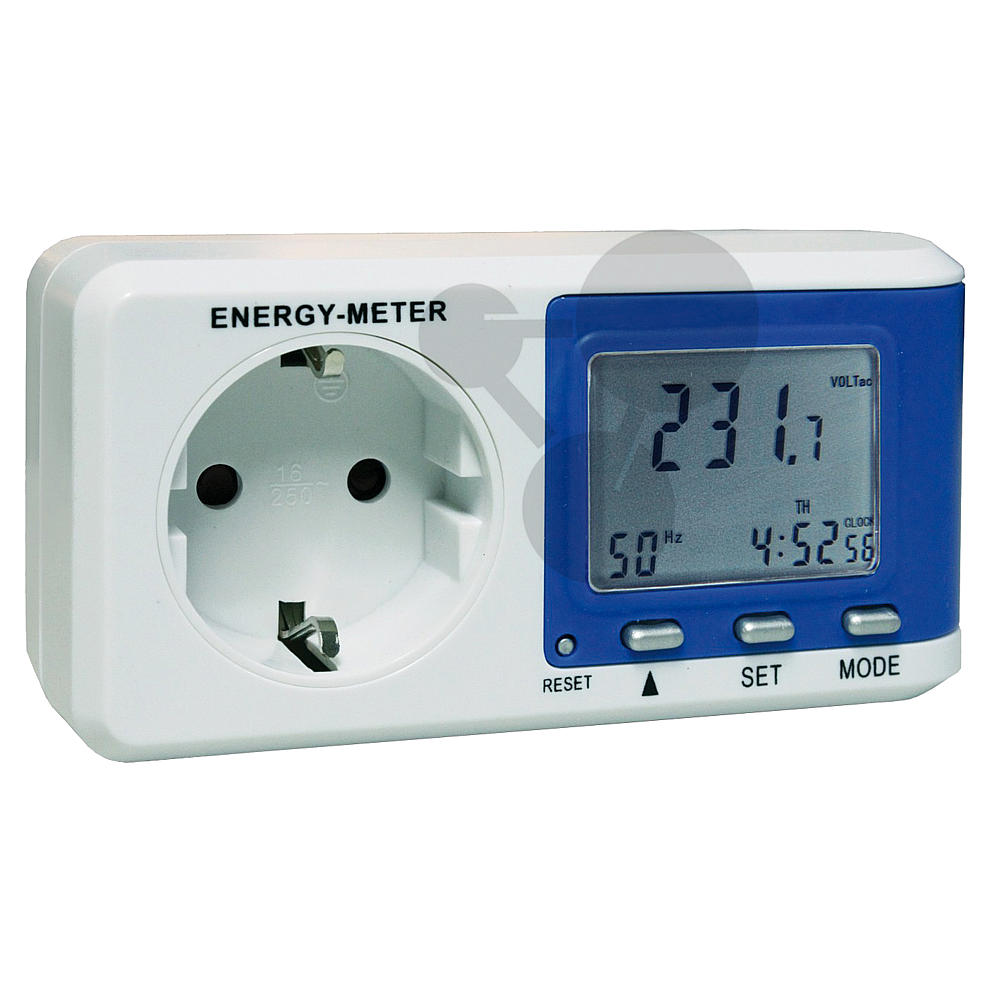 ENERGY-METER
16
250~
VOLTac
231.7
TH
CLOCK
50 Hz
4:52 56
RESET
▲
SET
MODE